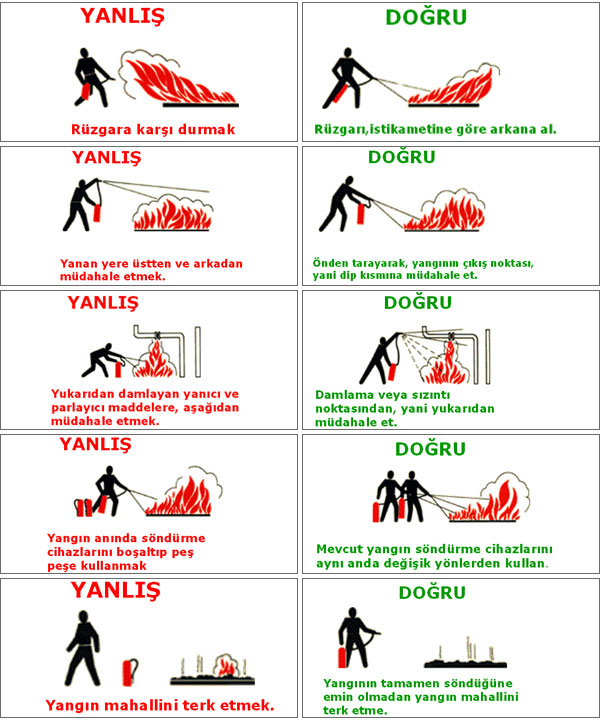 YANLIŞ
DOĞRU
Rüzgara karşı durmak
Rüzgarı,istikametine göre arkana al.
YANLIŞ
DOĞRU
Yanan yere üstten ve arkadan
müdahale etmek.
Önden tarayarak, yangının çıkış noktası,
yani dip kısmına müdahale et.
YANLIŞ
DOĞRU
Yukarıdan damlayan yanıcı ve
parlayıcı maddelere, aşağıdan
müdahale etmek.
Damlama veya sızıntı
noktasından, yani yukarıdan
müdahale et.
YANLIŞ
DOĞRU
Yangın anında söndürme
cihazlarını boşaltıp peş
peşe kullanmak
Mevcut yangın söndürme cihazlarını
aynı anda değişik yönlerden kullan.
YANLIŞ
DOĞRU
Yangın mahallini terk etmek.
Yangının tamamen söndüğüne
emin olmadan yangın mahallini
terk etme.